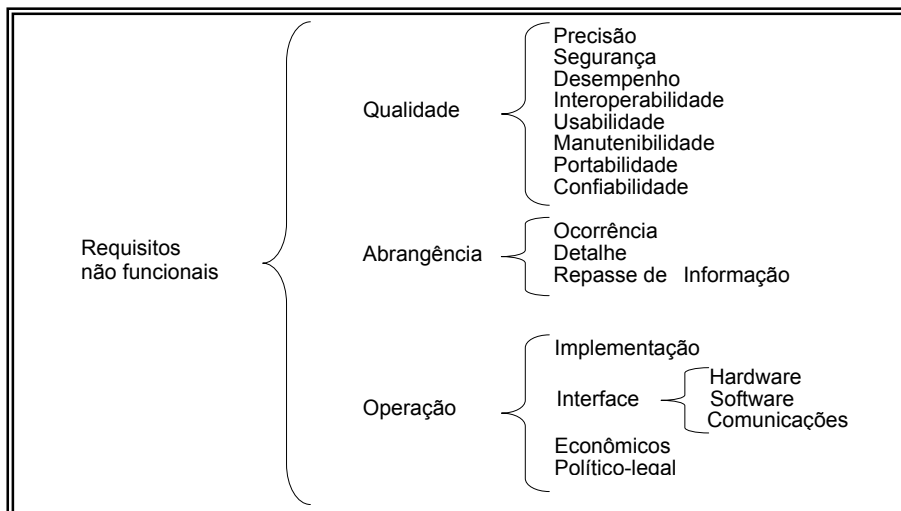 Requisitos
não funcionais
Qualidade
Precisão
Segurança
Desempenho
Interoperabilidade
Usabilidade
Manutenibilidade
Portabilidade
Confiabilidade
Abrangência
Ocorrência
Detalhe
Repasse de Informação
Operação
Implementação
Interface
Hardware
Software
Comunicações
Econômicos
Político-legal